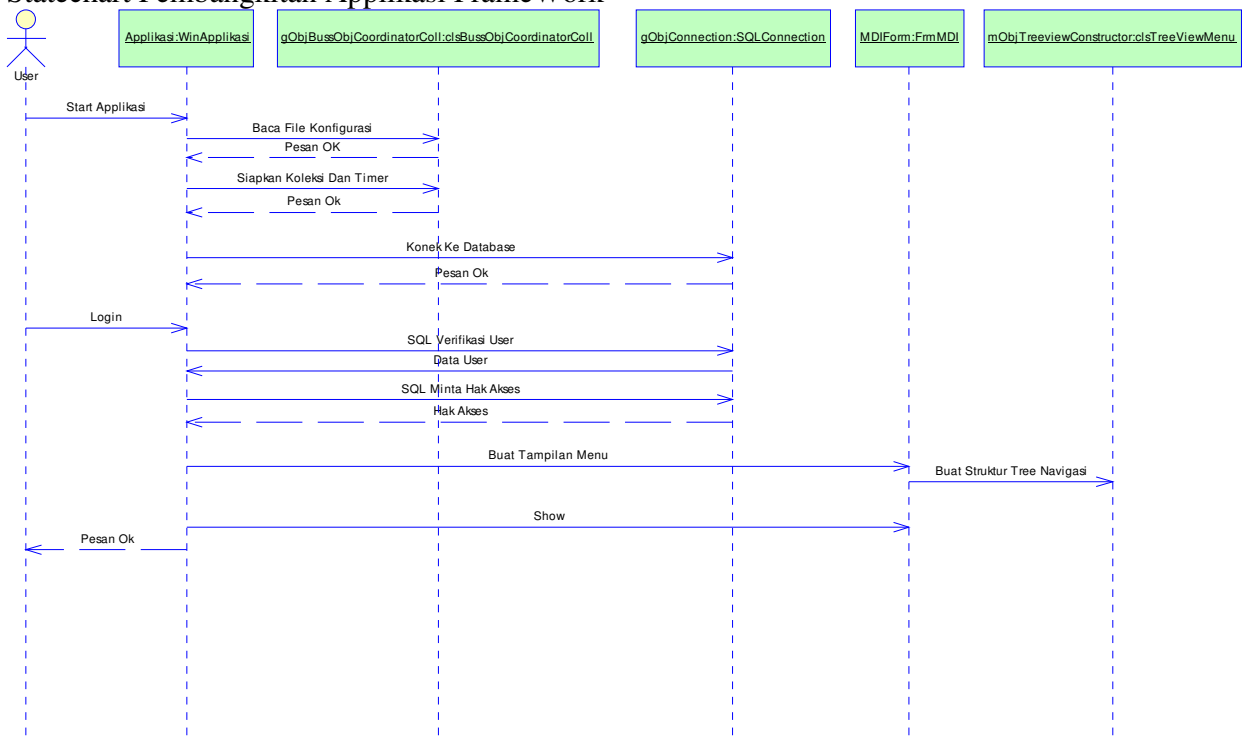 Statechart Pembangkitan Applikasi FrameWork
User
Applikasi:WinApplikasi
gObjBussObjCoordinatorColl:clsBussObjCoordinatorColl
gObjConnection:SQLConnection
MDIForm:FrmMDI
mObjTreeviewConstructor:clsTreeViewMenu
Start Applikasi
Baca File Konfigurasi
Pesan OK
Siapkan Koleksi Dan Timer
Pesan Ok
Konek Ke Database
Pesan Ok
Login
SQL Verifikasi User
Data User
SQL Minta Hak Akses
Hak Akses
Buat Tampilan Menu
Buat Struktur Tree Navigasi
Show
Pesan Ok